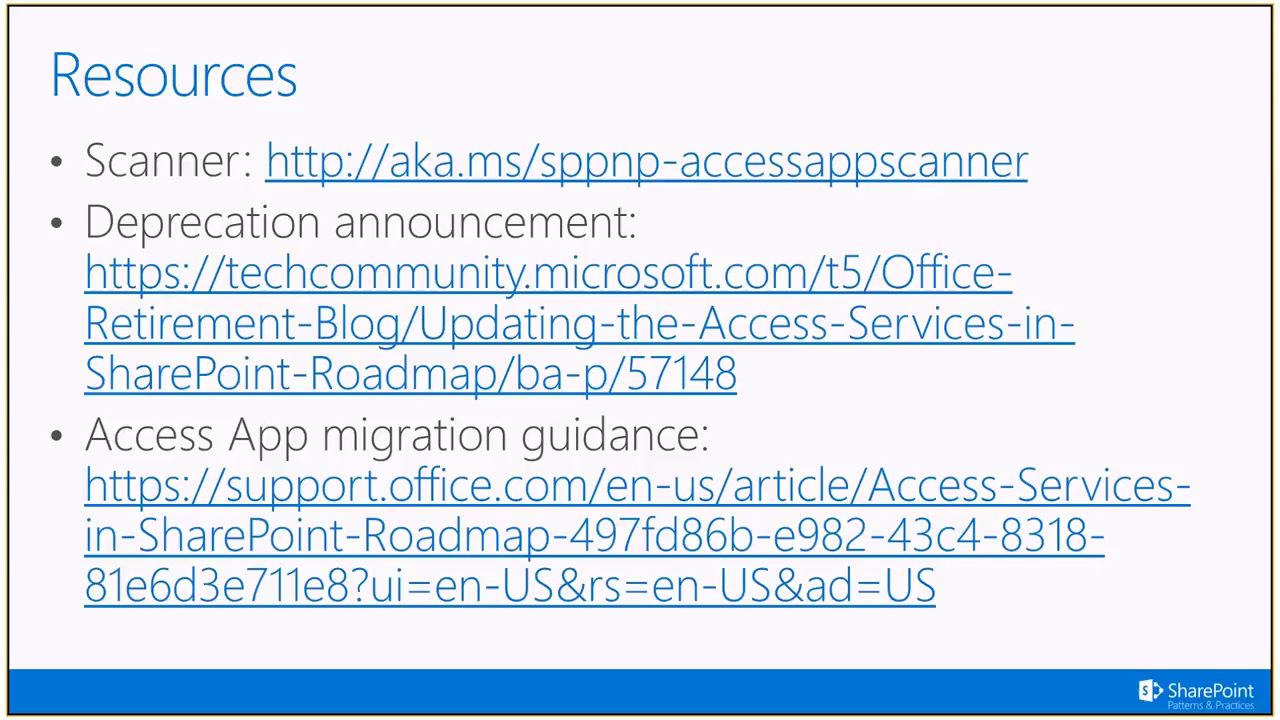 Resources
• Scanner: http://aka.ms/sppnp-accessappscanner
• Deprecation announcement:
https://techcommunity.microsoft.com/t5/Office-
Retirement-Blog/Updating-the-Access-Services-in-
SharePoint-Roadmap/ba-p/57148
• Access App migration guidance:
https://support.office.com/en-us/article/Access-Services-
in-SharePoint-Roadmap-497fd86b-e982-43c4-8318-
81e6d3e711e8?ui=en-US&rs=en-US&ad=US
S
SharePoint
Patterns & Practices